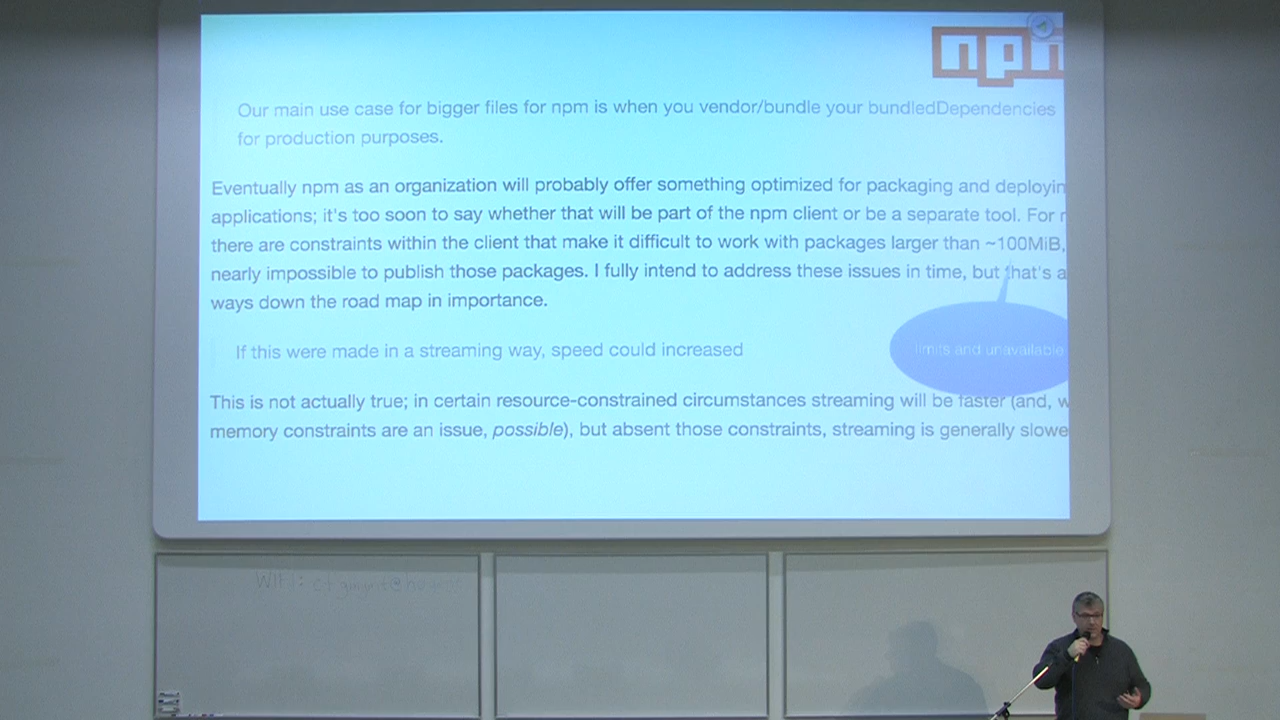 npm
Our main use case for bigger files for npm is when you vendor/bundle your bundledDependencies
for production purposes.
Eventually npm as an organization will probably offer something optimized for packaging and deployin
applications; it's too soon to say whether that will be part of the npm client or be a separate tool. For
there are constraints within the client that make it difficult to work with packages larger than ~100MiB,
nearly impossible to publish those packages. I fully intend to address these issues in time, but that's a
ways down the road map in importance.
limits and unavailable
If this were made in a streaming way, speed could increased
This is not actually true; in certain resource-constrained circumstances streaming will be faster (and, w
memory constraints are an issue, possible), but absent those constraints, streaming is generally slowe
WIFI: